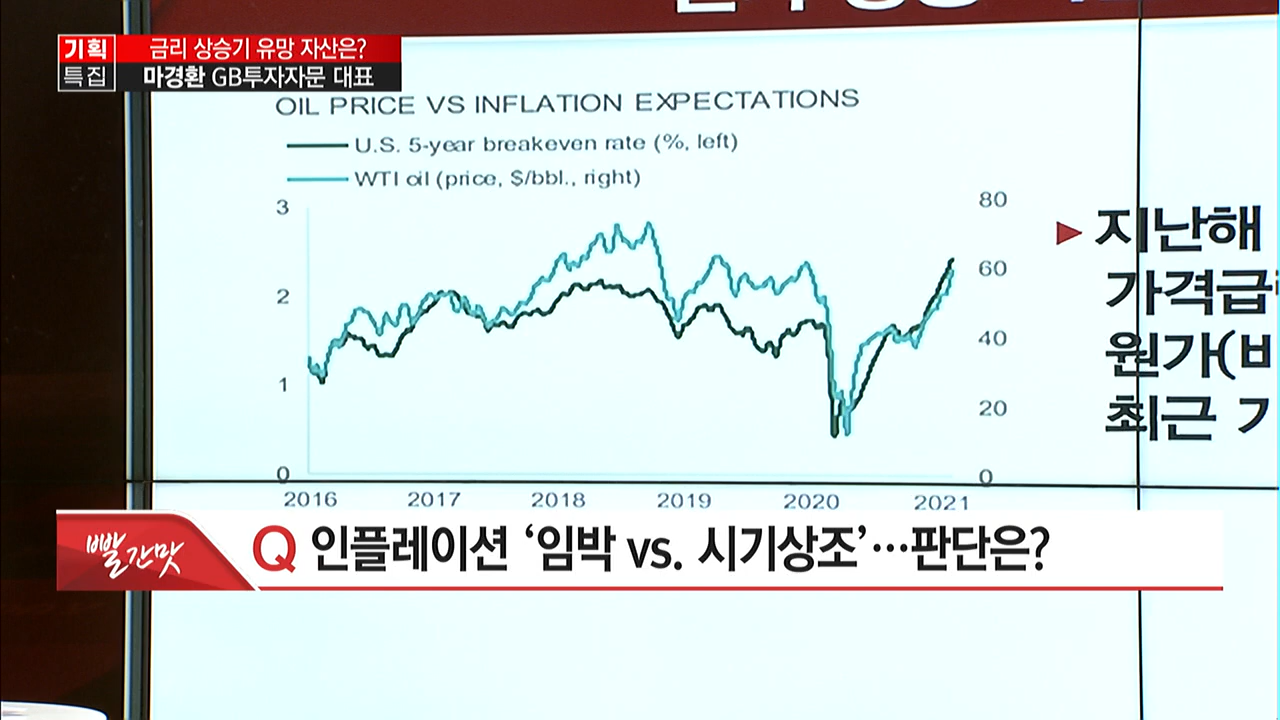 기획
특집
금리 상승기 유망 자산은?
마경환 GB투자자문 대표
OIL PRICE VS INFLATION EXPECTATIONS
U.S. 5-year breakeven rate (%, left)
WTI oil (price, $/bbl., right)
3
2
1
0
80
60
40
20
0
2016 2017 2018 2019 2020 2021
▶ 지난해
가격급
원가(비
최근
빨간맛
Q 인플레이션 ‘임박 vs. 시기상조’…판단은?